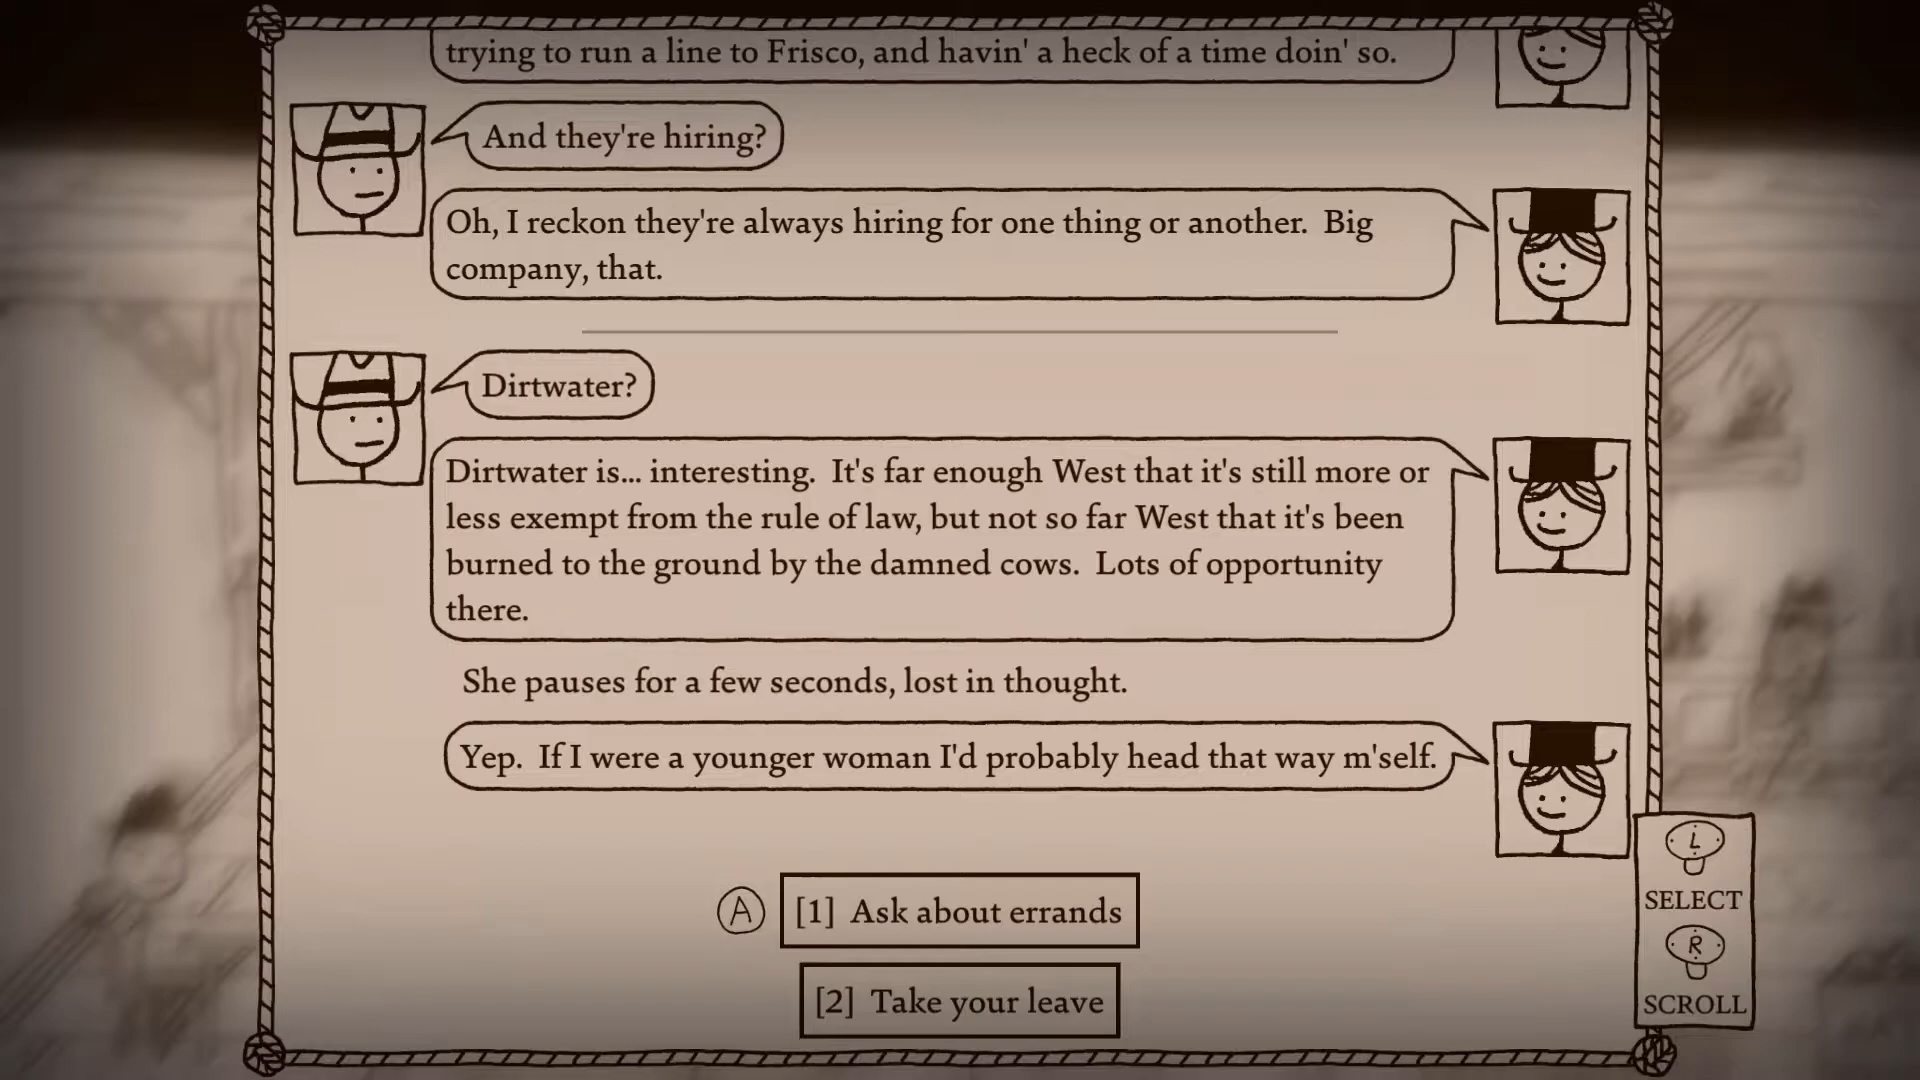 trying to run a line to Frisco, and havin' a heck of a time doin' so.
And they're hiring?
Oh, I reckon they're always hiring for one thing or another.  Big
company, that.
Dirtwater?
Dirtwater is... interesting.  It's far enough West that it's still more or
less exempt from the rule of law, but not so far West that it's been
burned to the ground by the damned cows.  Lots of opportunity
there.
She pauses for a few seconds, lost in thought.
Yep.  If I were a younger woman I'd probably head that way m'self.
A [1] Ask about errands
[2] Take your leave
L
SELECT
R
SCROLL